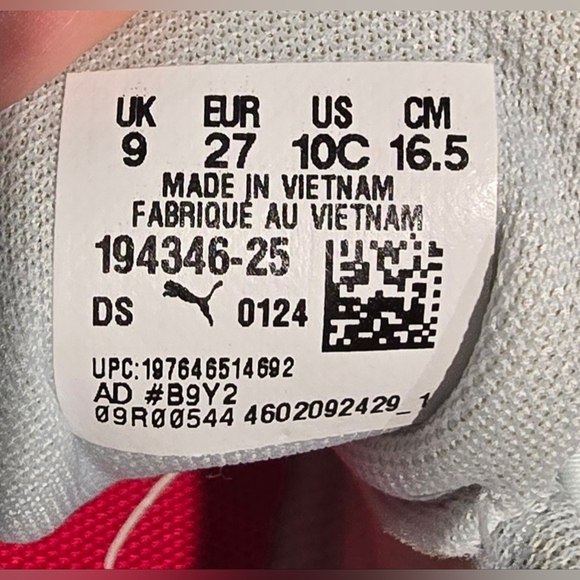 UK EUR US CM
9 27 10C 16.5
MADE IN VIETNAM
FABRIQUÉ AU VIETNAM
194346-25
DS 0124
UPC:197646514692
AD #B9Y2
09R00544 4602092429_1